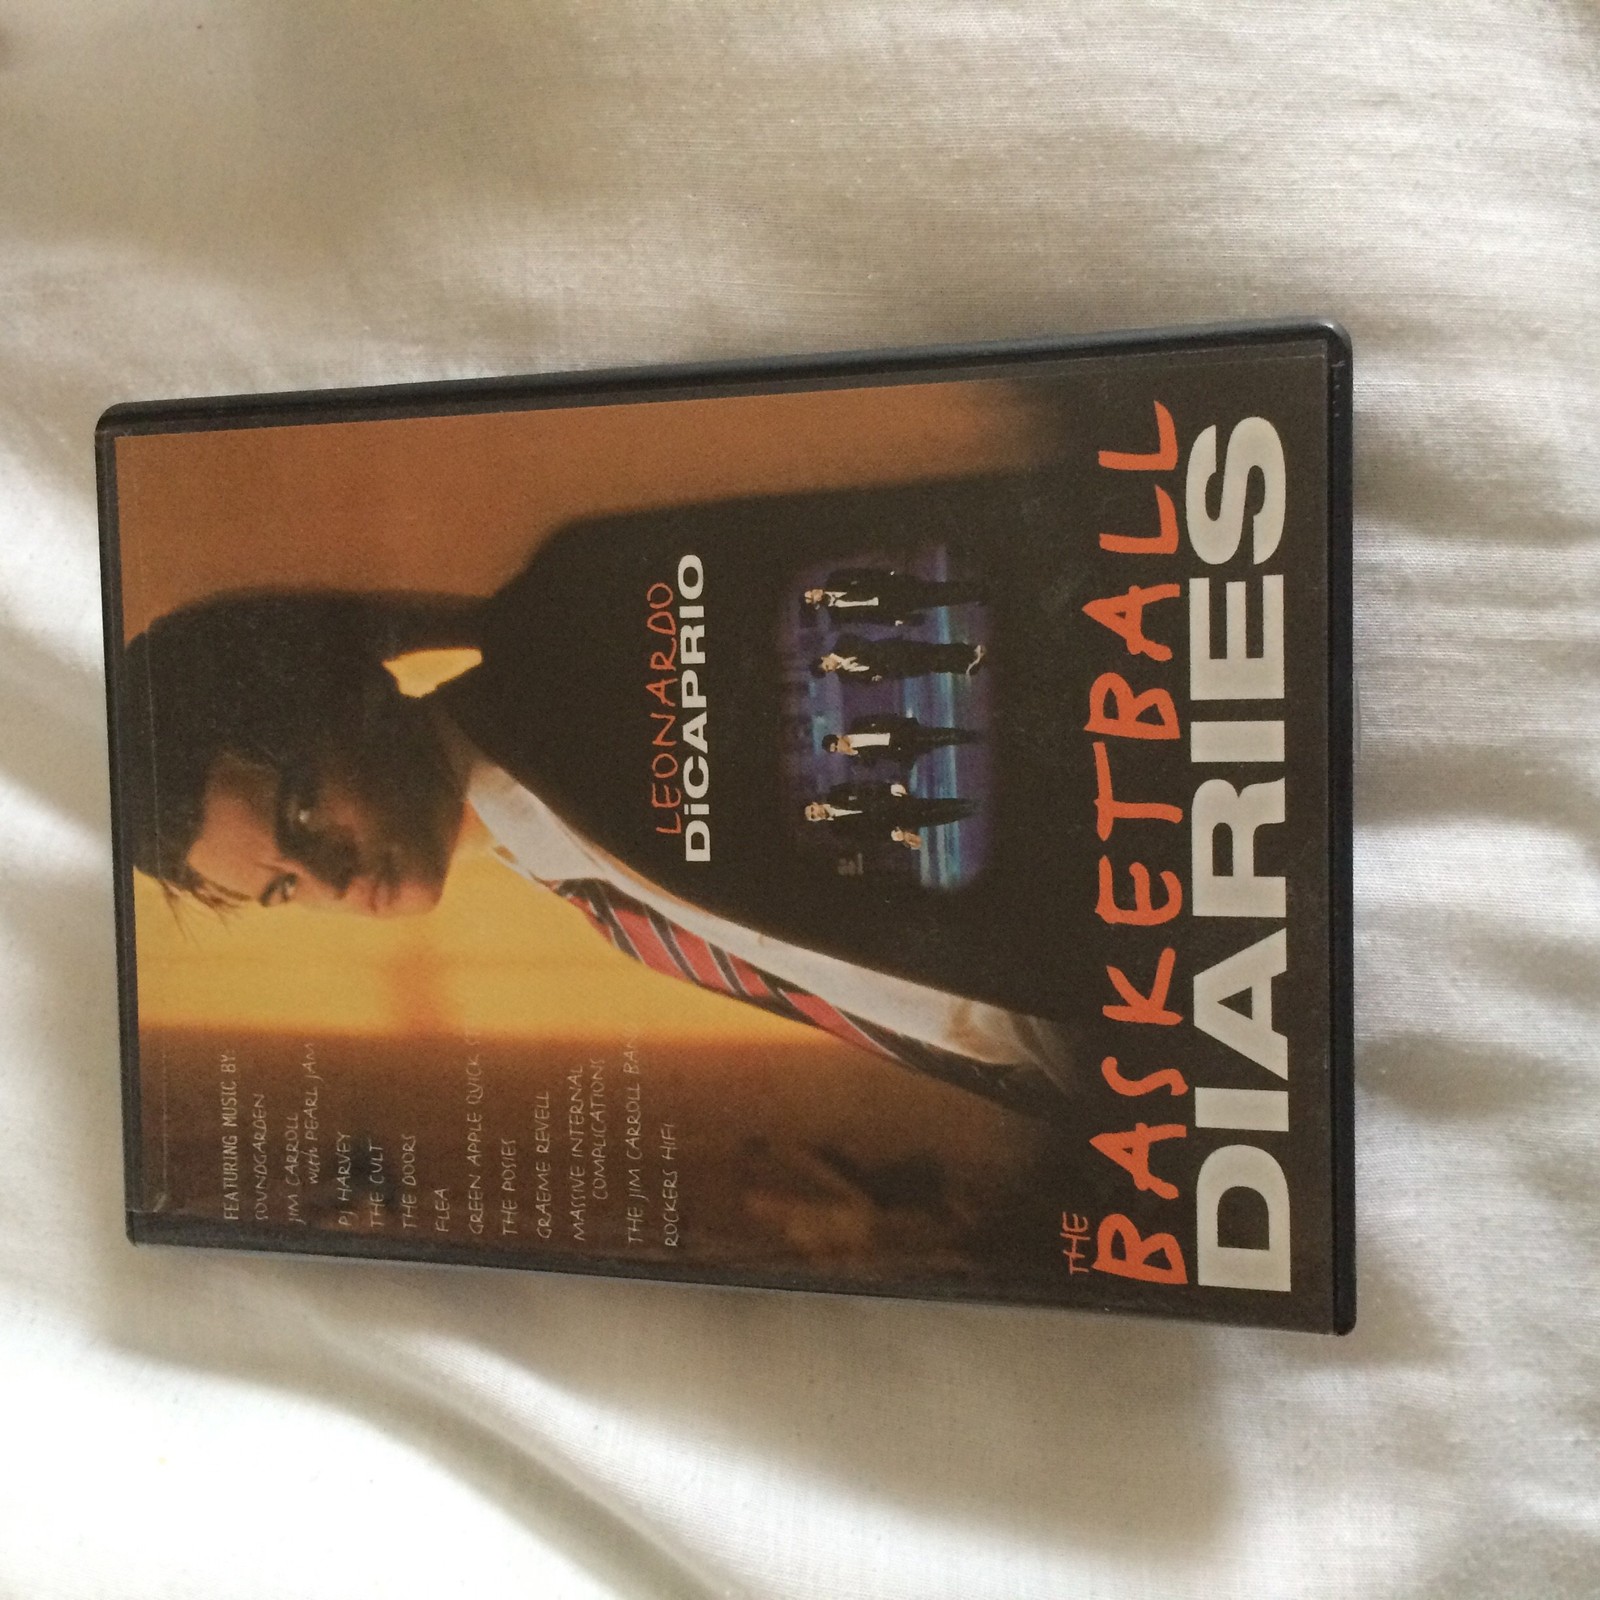 FEATURING MUSIC BY:
SOUNDGARDEN
JIM CARROLL
with PEARL JAM
PJ HARVEY
THE CULT
THE DOORS
FLEA
GREEN APPLE QUICK
THE POSIES
GRAEME REVELL
MASSIVE INTERNAL
COMPLICATIONS
THE JIM CARROLL BAN
ROCKERS HIFI
LEONARDO
DiCAPRIO
THE
BASKETBALL
DIARIES